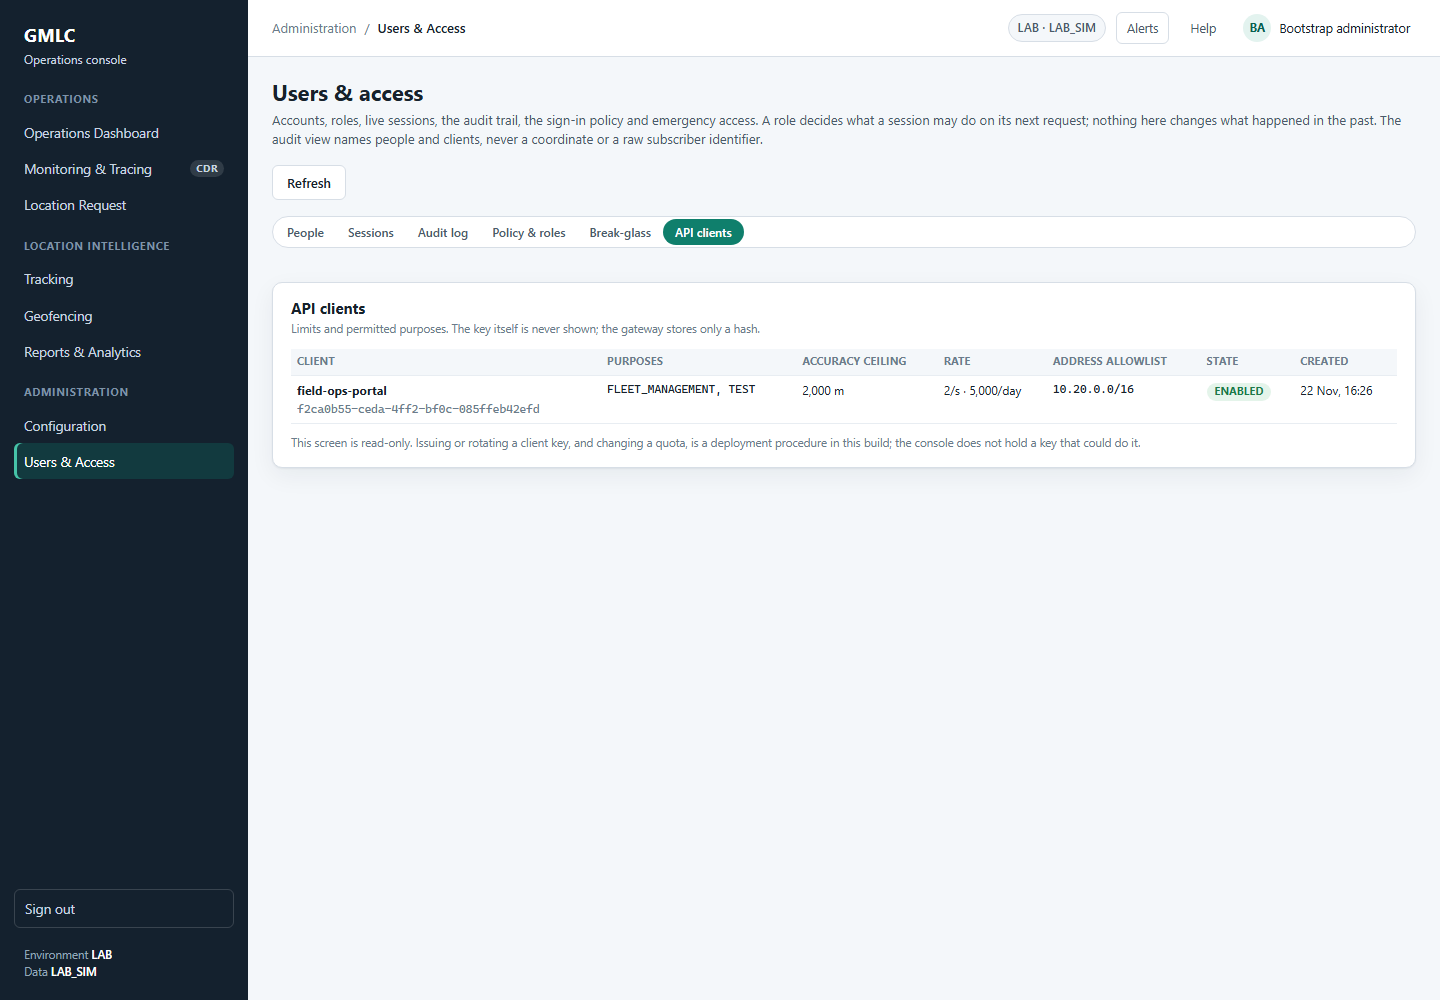 GMLC
Operations console
OPERATIONS
Operations Dashboard
Monitoring & Tracing CDR
Location Request
LOCATION INTELLIGENCE
Tracking
Geofencing
Reports & Analytics
ADMINISTRATION
Configuration
Users & Access
Sign out
Environment LAB
Data LAB_SIM
Administration / Users & Access
LAB · LAB_SIM Alerts Help BA Bootstrap administrator
Users & access
Accounts, roles, live sessions, the audit trail, the sign-in policy and emergency access. A role decides what a session may do on its next request; nothing here changes what happened in the past. The
audit view names people and clients, never a coordinate or a raw subscriber identifier.
Refresh
People Sessions Audit log Policy & roles Break-glass API clients
API clients
Limits and permitted purposes. The key itself is never shown; the gateway stores only a hash.
CLIENT PURPOSES ACCURACY CEILING RATE ADDRESS ALLOWLIST STATE CREATED
field-ops-portal FLEET_MANAGEMENT, TEST 2,000 m 2/s · 5,000/day 10.20.0.0/16 ENABLED 22 Nov, 16:26
f2ca0b55-ceda-4ff2-bf0c-085ffeb42efd
This screen is read-only. Issuing or rotating a client key, and changing a quota, is a deployment procedure in this build; the console does not hold a key that could do it.